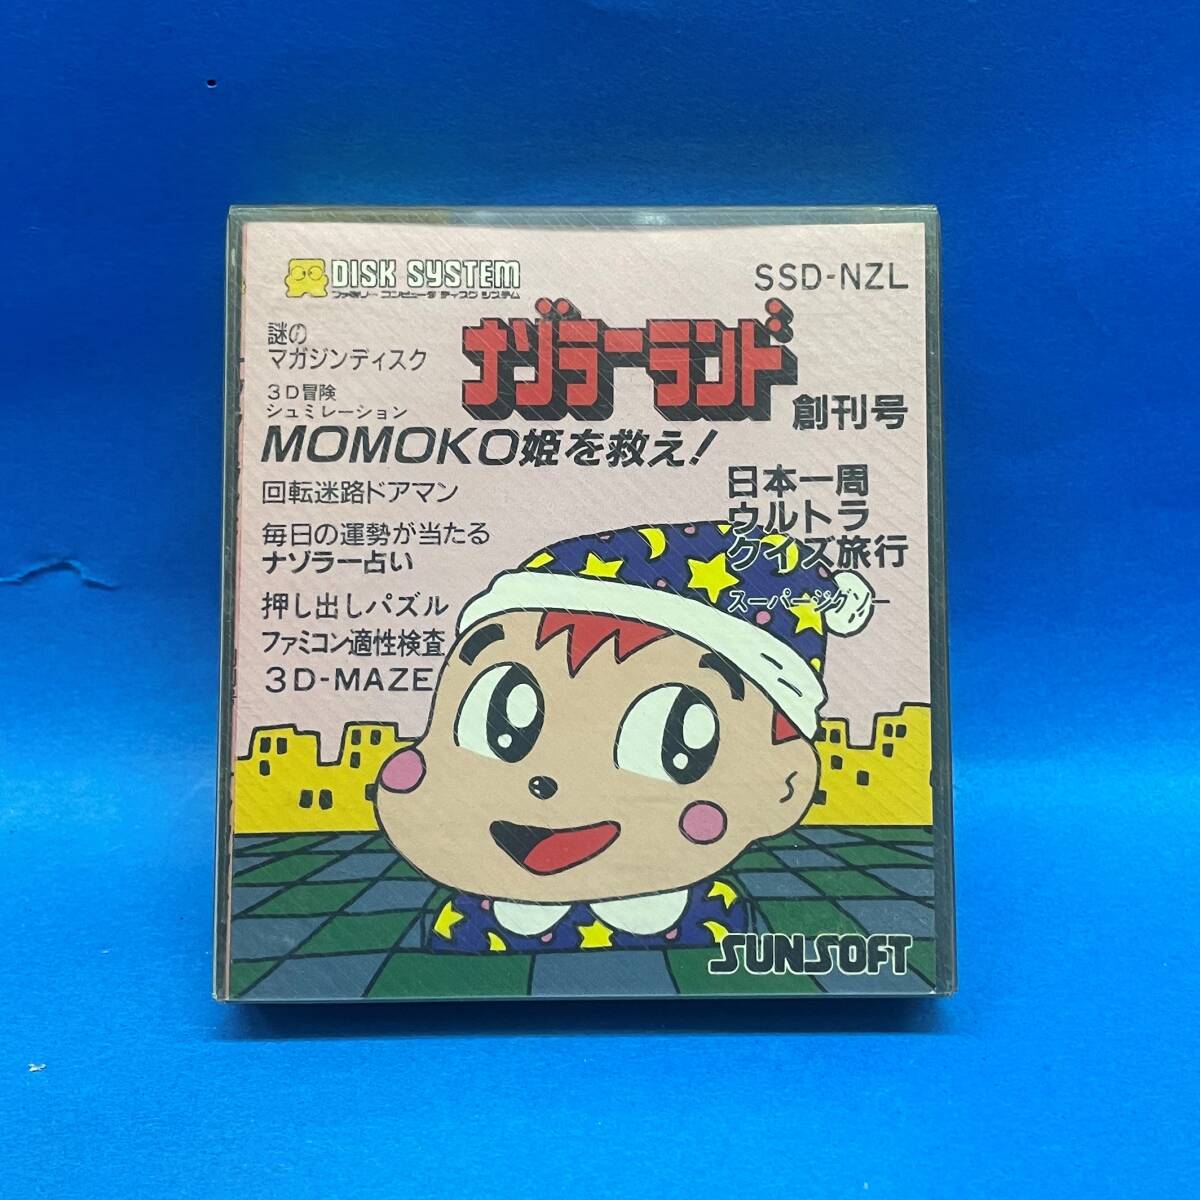 DISK SYSTEM
ファミリー コンピュータ ディスク システム
SSD-NZL
謎の
マガジンディスク
ナゾラーランド
創刊号
3D冒険
シュミレーション
MOMOKO姫を救え!
回転迷路ドアマン
毎日の運勢が当たる
ナゾラー占い
押し出しパズル
ファミコン適性検査
3D-MAZE
日本一周
ウルトラ
クイズ旅行
スーパージグソー
SUNSOFT